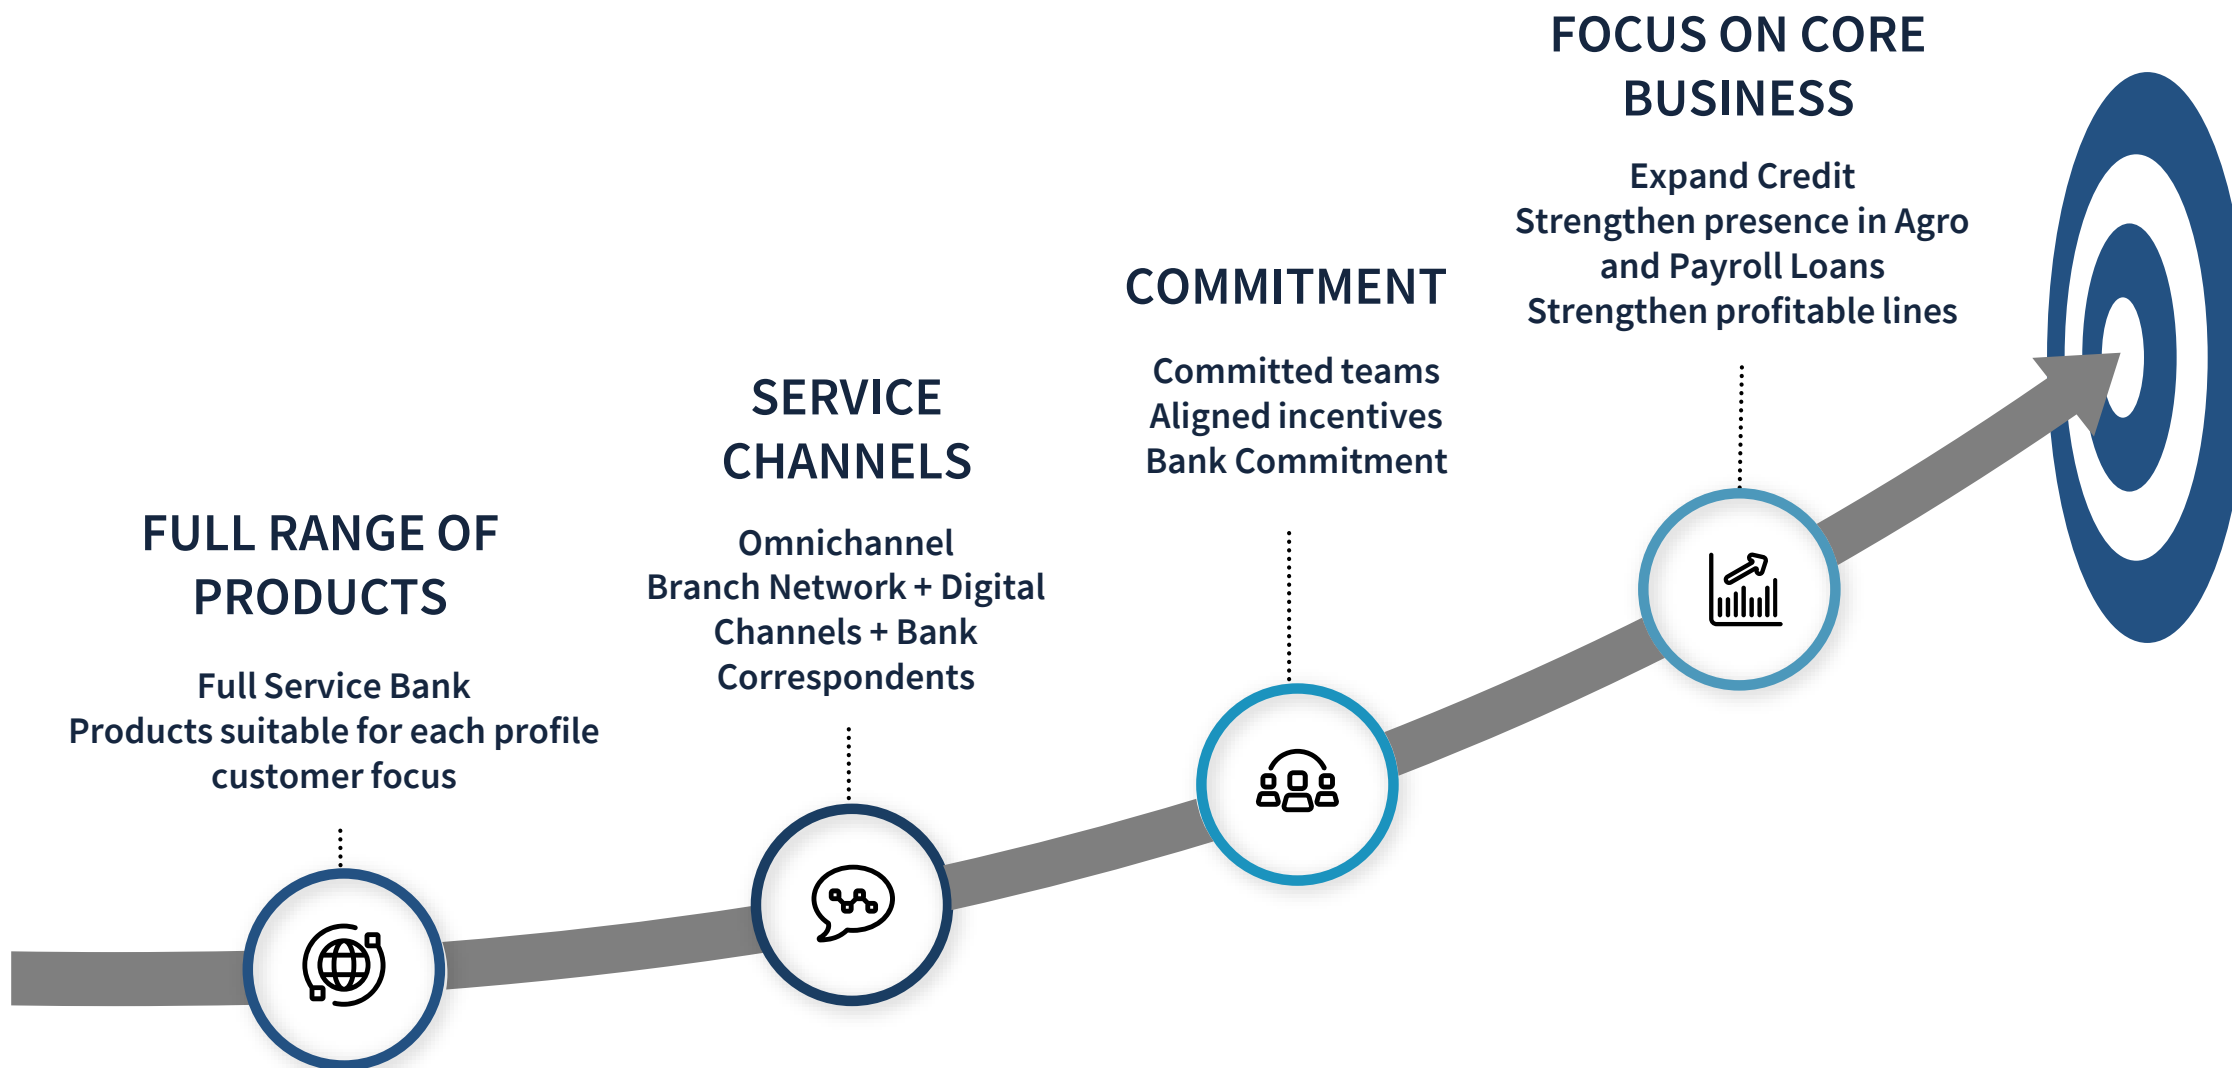 FULL RANGE OF
PRODUCTS
Full Service Bank
Products suitable for each profile
customer focus
SERVICE
CHANNELS
Omnichannel
Branch Network + Digital
Channels + Bank
Correspondents
COMMITMENT
Committed teams
Aligned incentives
Bank Commitment
FOCUS ON CORE
BUSINESS
Expand Credit
Strengthen presence in Agro
and Payroll Loans
Strengthen profitable lines